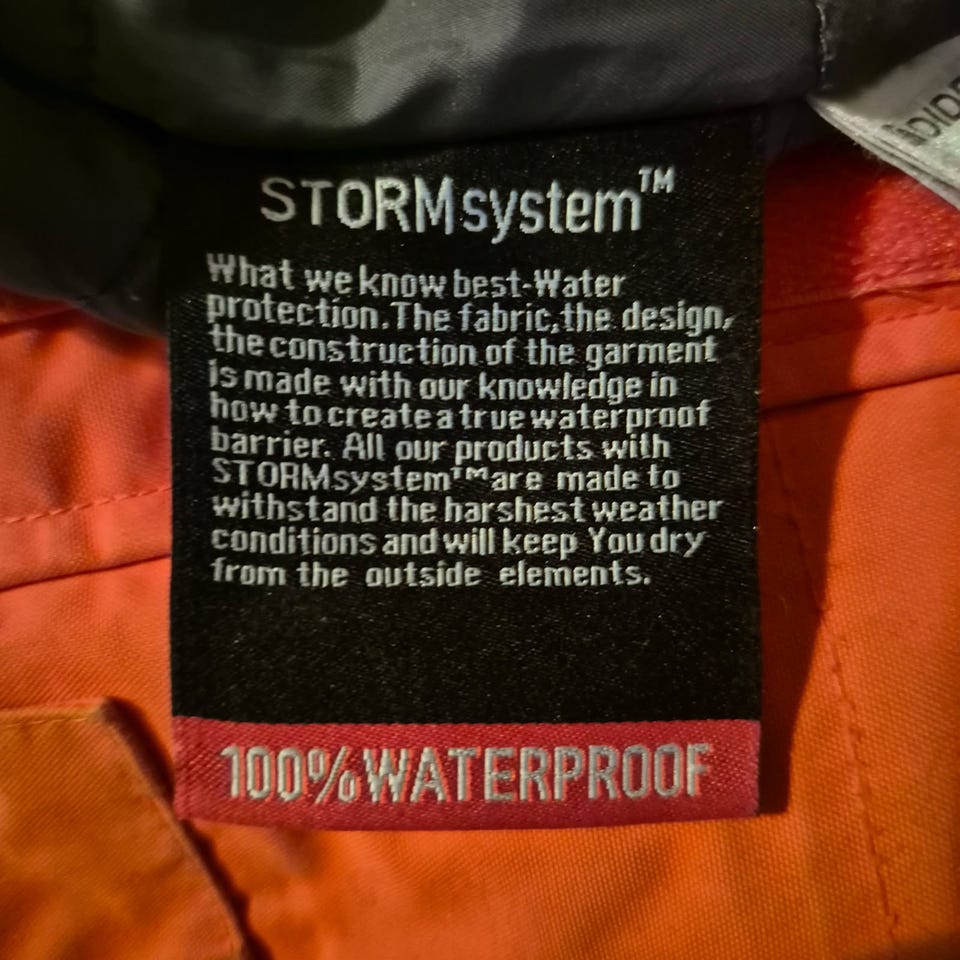 STORMsystem™
What we know best-Water
protection.The fabric,the design,
the construction of the garment
is made with our knowledge in
how to create a true waterproof
barrier. All our products with
STORMsystem™are made to
withstand the harshest weather
conditions and will keep You dry
from the outside elements.
100%WATERPROOF